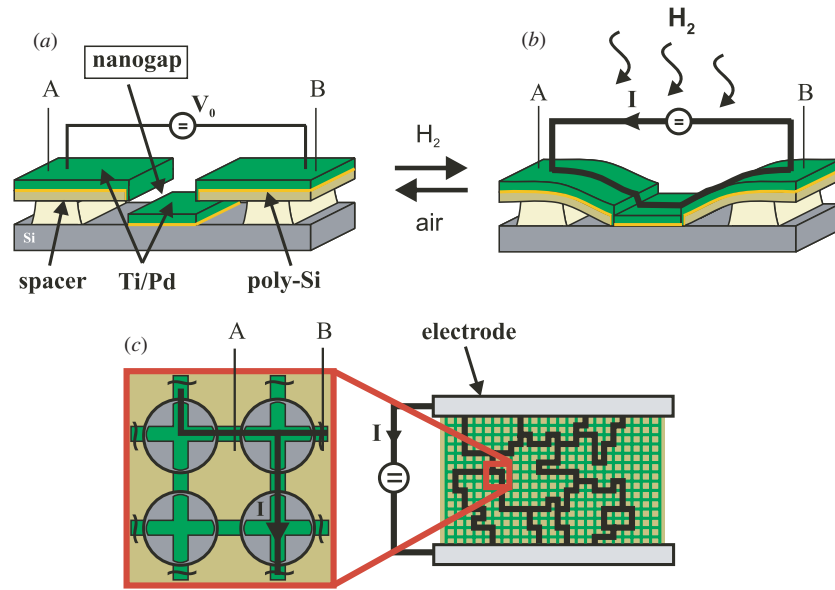 (a)
nanogap
A
V₀
B
=
Si
spacer
Ti/Pd
poly-Si
H₂
air
(b)
H₂
A
I
B
=
(c)
A
B
I
electrode
I
=